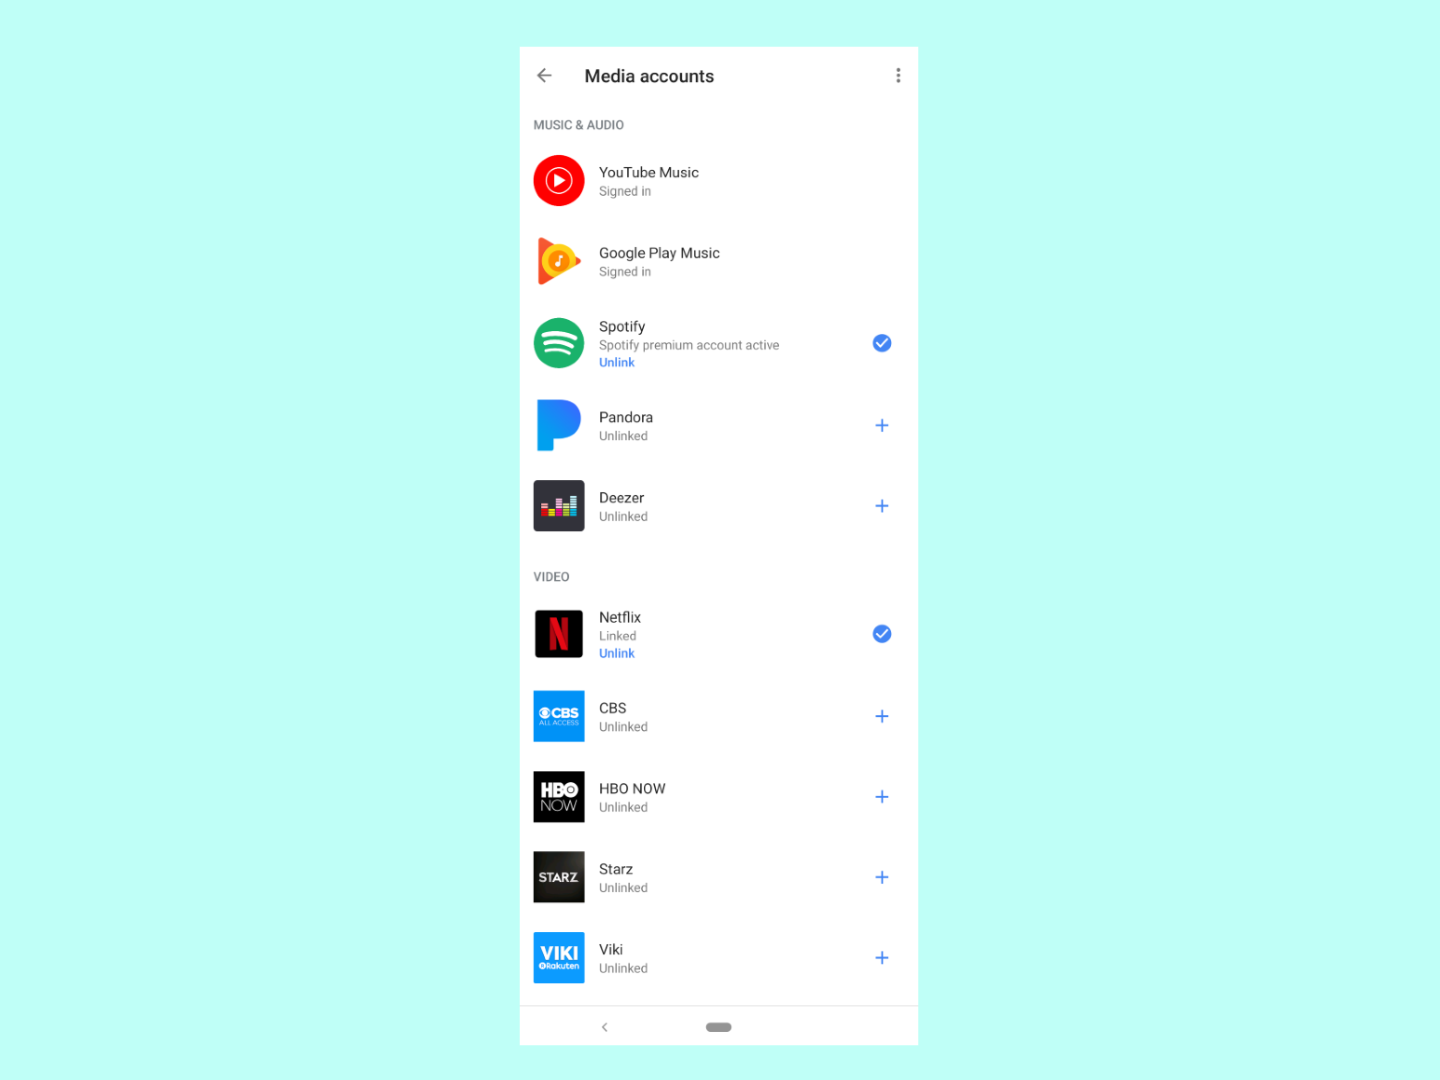 Media accounts
MUSIC & AUDIO
YouTube Music
Signed in
Google Play Music
Signed in
Spotify
Spotify premium account active
Unlink
Pandora
Unlinked
Deezer
Unlinked
VIDEO
N
Netflix
Linked
Unlink
CBS
ALL ACCESS
CBS
Unlinked
HBO
NOW
HBO NOW
Unlinked
STARZ
Starz
Unlinked
VIKI
Rakuten
Viki
Unlinked